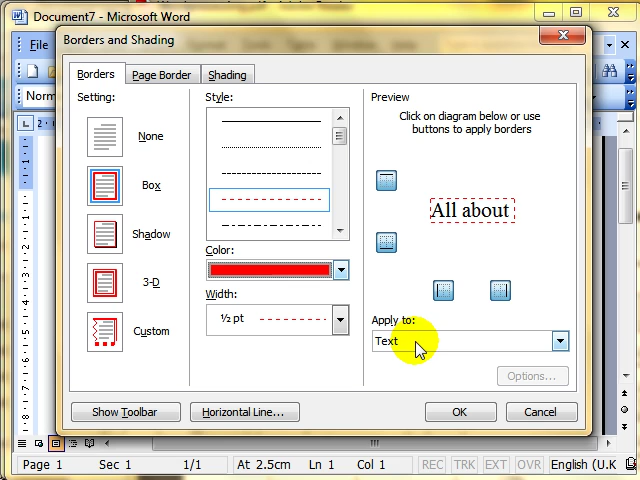 Document7 - Microsoft Word
File
Norm
Borders and Shading
Borders
Page Border
Shading
Setting:
None
Box
Shadow
3-D
Custom
Style:
Color:
Width:
½ pt
Preview
Click on diagram below or use
buttons to apply borders
All about
Apply to:
Text
Options...
Show Toolbar
Horizontal Line...
OK
Cancel
Page 1
Sec 1
1/1
At 2.5cm
Ln 1
Col 1
REC
TRK
EXT
OVR
English (U.K